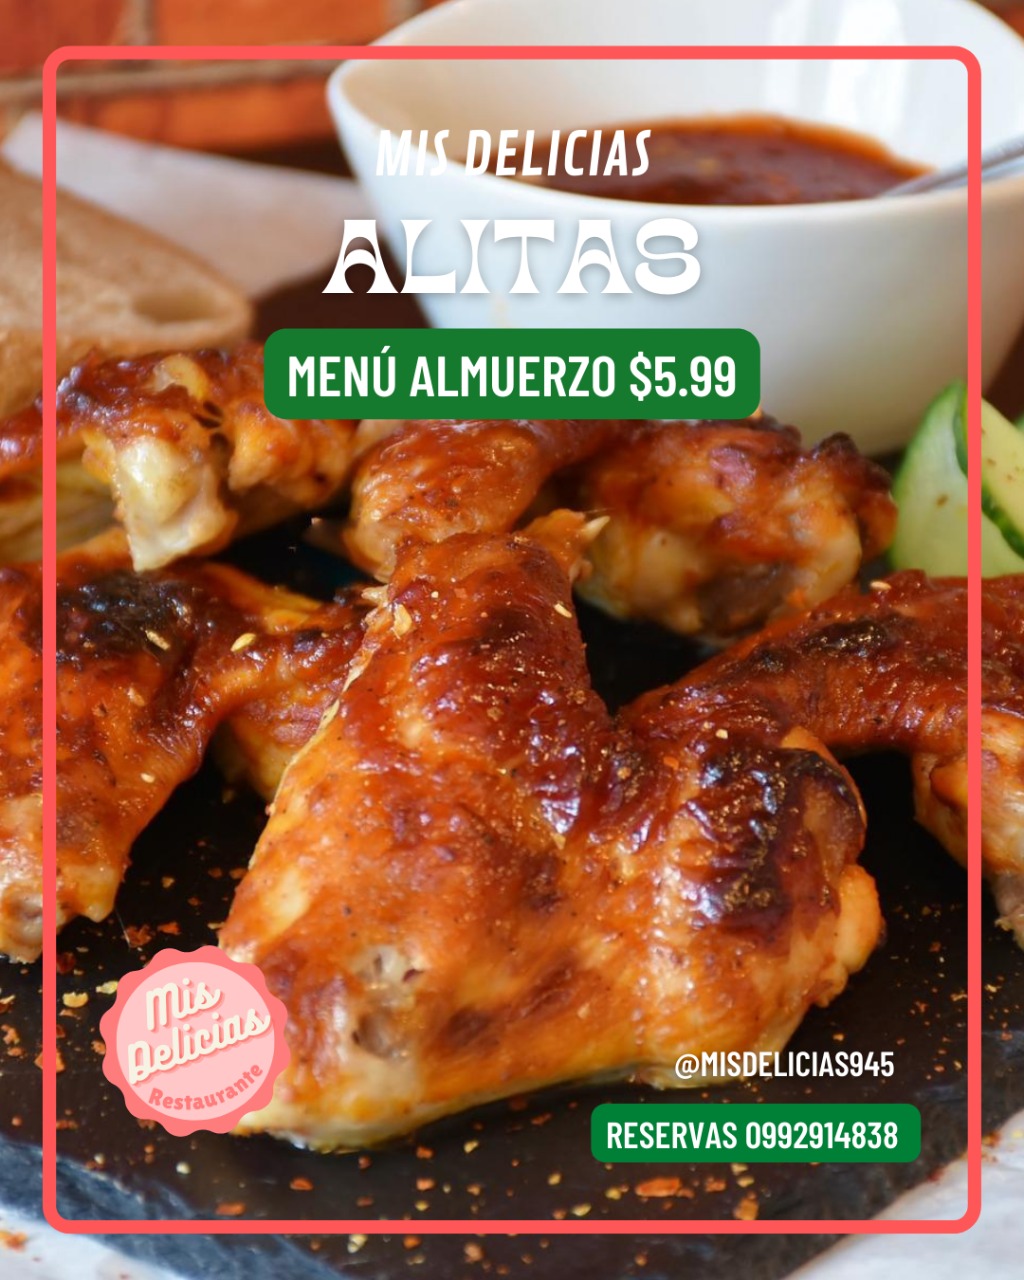 MIS DELICIAS
ALITAS
MENÚ ALMUERZO $5.99
Mis
Delicias
Restaurante
@MISDELICIAS945
RESERVAS 0992914838